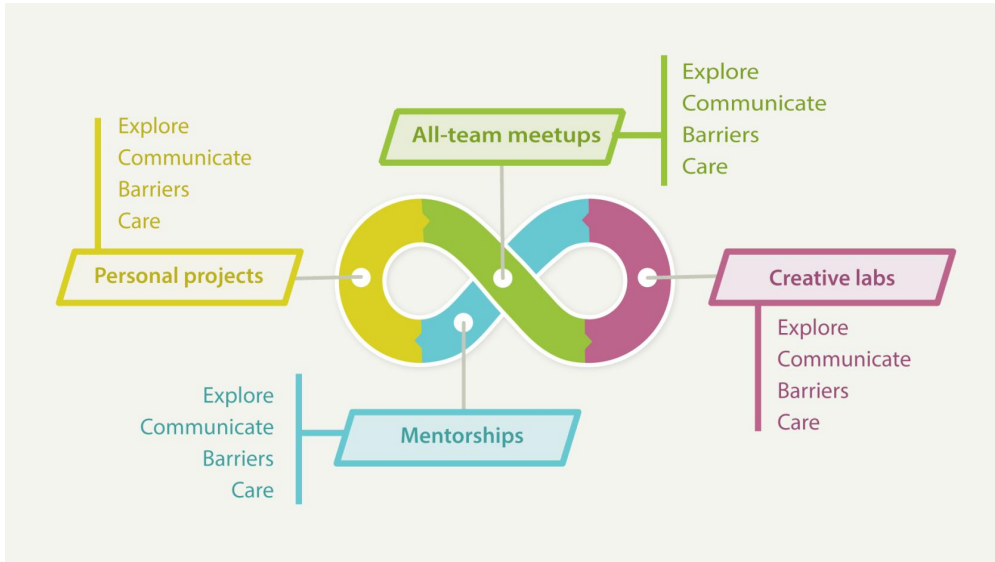 All-team meetups
Explore
Communicate
Barriers
Care
Personal projects
Explore
Communicate
Barriers
Care
Creative labs
Explore
Communicate
Barriers
Care
Mentorships
Explore
Communicate
Barriers
Care